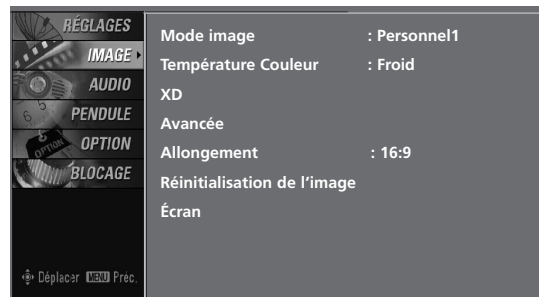 RÉGLAGES
IMAGE
AUDIO
PENDULE
OPTION
BLOCAGE
Déplacer MENU Préc.
Mode image : Personnel1
Température Couleur : Froid
XD
Avancée
Allongement : 16:9
Réinitialisation de l'image
Écran